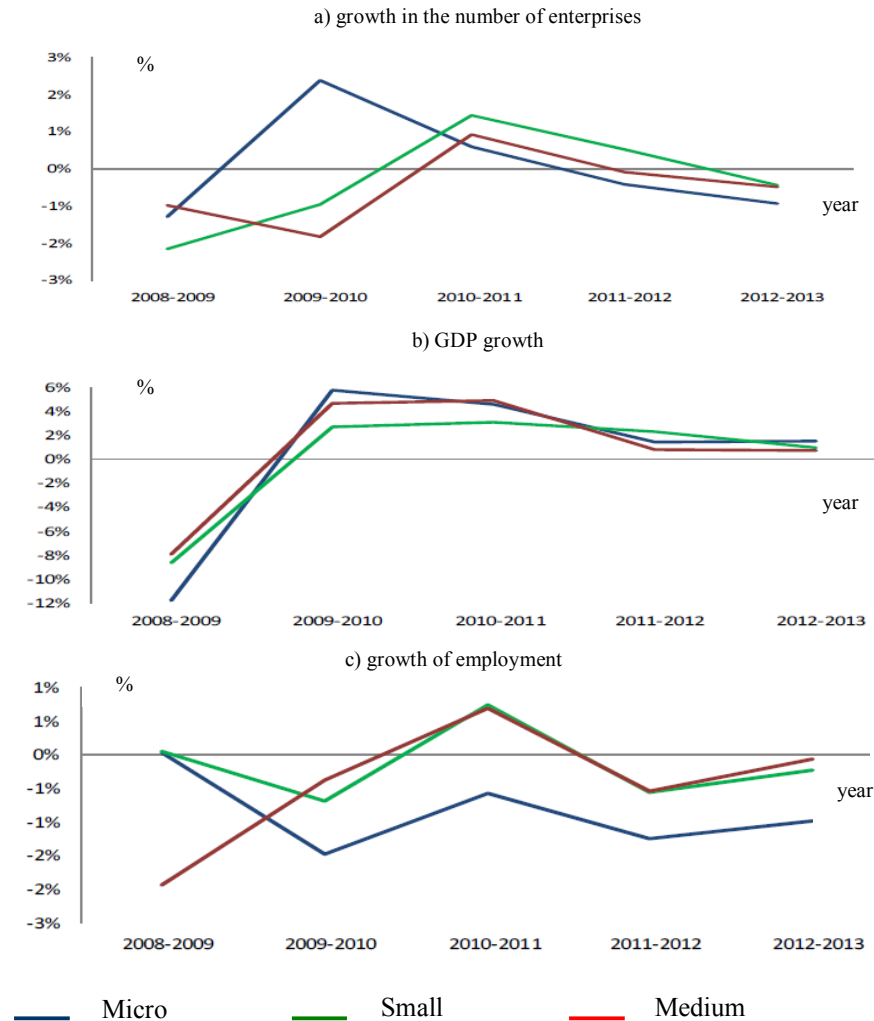 a) growth in the number of enterprises
%
3%
2%
1%
0%
-1%
-2%
-3%
year
2008-2009 2009-2010 2010-2011 2011-2012 2012-2013
b) GDP growth
%
6%
4%
2%
0%
-2%
-4%
-6%
-8%
-10%
-12%
year
2008-2009 2009-2010 2010-2011 2011-2012 2012-2013
c) growth of employment
%
1%
1%
0%
-1%
-1%
-2%
-2%
-3%
year
2008-2009 2009-2010 2010-2011 2011-2012 2012-2013
Micro Small Medium